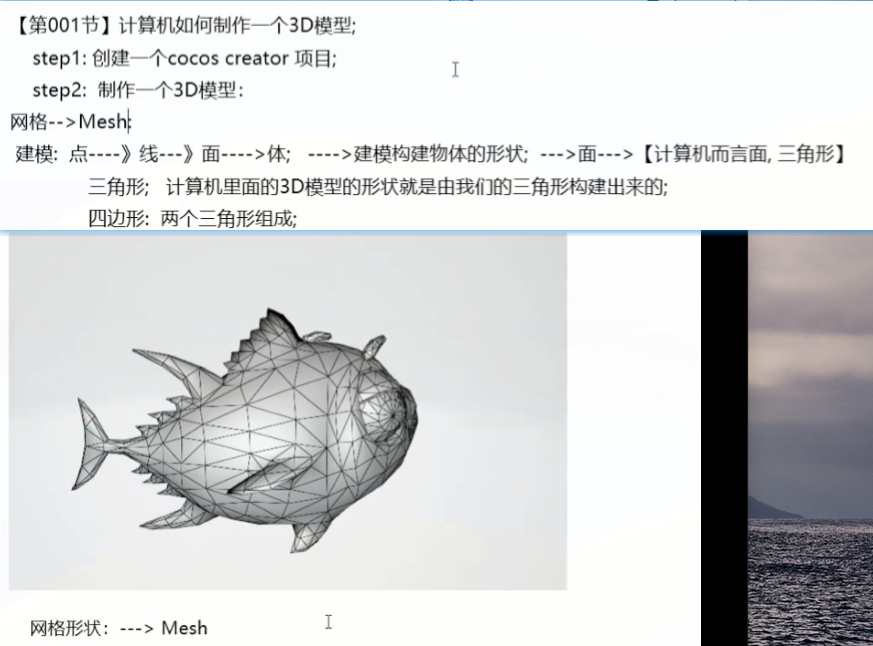 【第001节】计算机如何制作一个3D模型;
step1: 创建一个cocos creator 项目;
step2: 制作一个3D模型:
网格-->Mesh:
建模: 点----》线---》面---->体; ---->建模构建物体的形状; --->面--->【计算机而言面, 三角形】
三角形; 计算机里面的3D模型的形状就是由我们的三角形构建出来的;
四边形: 两个三角形组成;
网格形状: ---> Mesh